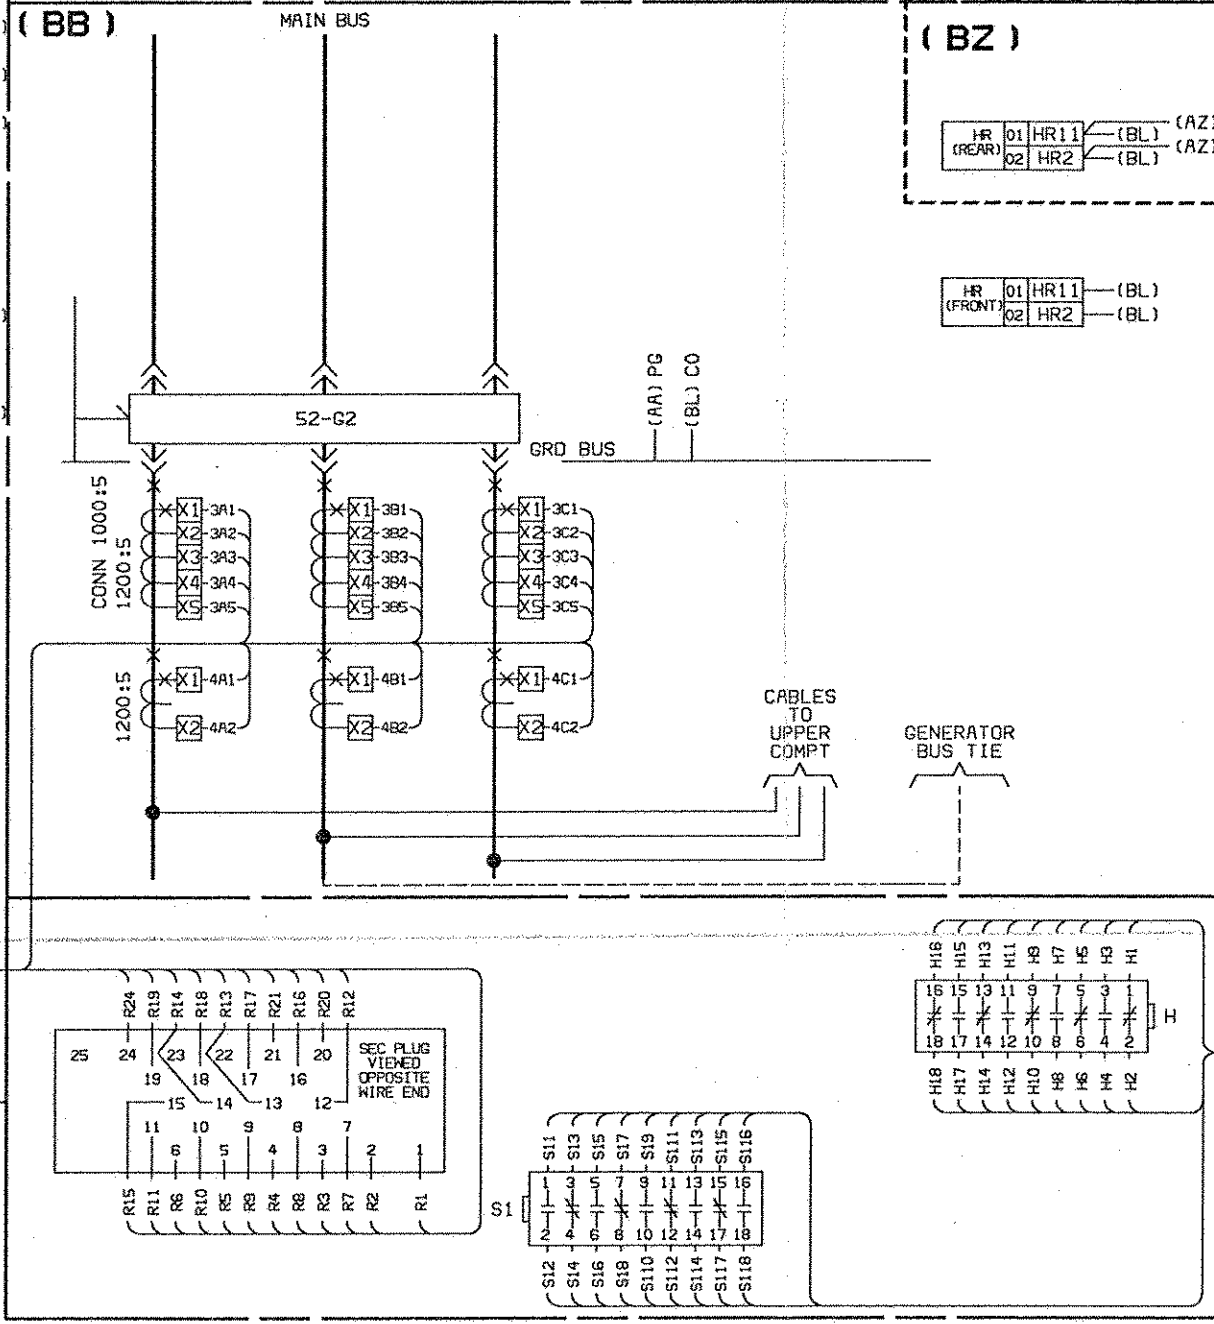 (BB)
MAIN BUS
(BZ)
HR
(REAR)
01 HR11 (BL) (AZ1
02 HR2 (BL) (AZ1
HR
(FRONT)
01 HR11 (BL)
02 HR2 (BL)
52-G2
GRD BUS
(AA) PG
(BL) CO
CONN 1000:5
1200:5
X1 3A1 X1 3B1 X1 3C1
X2 3A2 X2 3B2 X2 3C2
X3 3A3 X3 3B3 X3 3C3
X4 3A4 X4 3B4 X4 3C4
X5 3A5 X5 3B5 X5 3C5
1200:5
X1 4A1 X1 4B1 X1 4C1
X2 4A2 X2 4B2 X2 4C2
CABLES
TO
UPPER
COMPT
GENERATOR
BUS TIE
H16 H15 H13 H11 H9 H7 H5 H3 H1
16 15 13 11 9 7 5 3 1
18 17 14 12 10 8 6 4 2
H
H18 H17 H14 H12 H10 H8 H6 H4 H2
R24 R19 R14 R18 R13 R17 R21 R16 R20 R12
25 24 23 22 21 20
19 18 17 16
15 14 13 12
11 10 9 8 7
6 5 4 3 2 1
SEC PLUG
VIEWED
OPPOSITE
WIRE END
R15 R11 R6 R10 R5 R9 R4 R8 R3 R7 R2 R1
S11 S13 S15 S17 S19 S111 S113 S115 S116
S1
1 3 5 7 9 11 13 15 16
2 4 6 8 10 12 14 17 18
S12 S14 S16 S18 S110 S112 S114 S117 S118